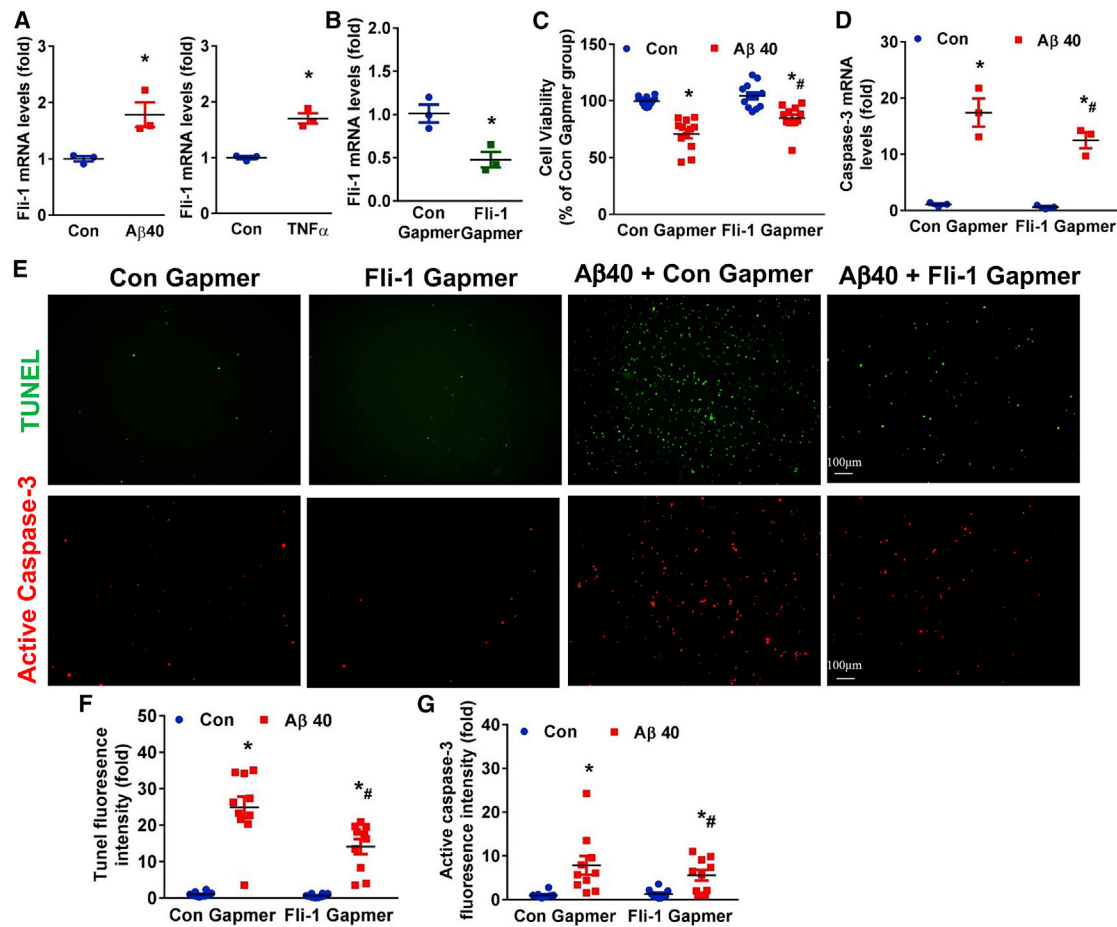 A
Fli-1 mRNA levels (fold)
3
2
1
0
*
Con
Aβ40
Fli-1 mRNA levels (fold)
3
2
1
0
*
Con
TNFα
B
Fli-1 mRNA levels (fold)
2.0
1.5
1.0
0.5
0.0
*
Con
Gapmer
Fli-1
Gapmer
C
Cell Viability
(% of Con Gapmer group)
150
100
50
0
Con
Aβ 40
*
*#
Con Gapmer
Fli-1 Gapmer
D
Caspase-3 mRNA
levels (fold)
30
20
10
0
Con
Aβ 40
*
*#
Con Gapmer
Fli-1 Gapmer
E
Con Gapmer
Fli-1 Gapmer
Aβ40 + Con Gapmer
Aβ40 + Fli-1 Gapmer
TUNEL
100μm
Active Caspase-3
100μm
F
Tunel fluoresence
intensity (fold)
50
40
30
20
10
0
Con
Aβ 40
*
*#
Con Gapmer
Fli-1 Gapmer
G
Active caspase-3
fluoresence intensity (fold)
40
30
20
10
0
Con
Aβ 40
*
*#
Con Gapmer
Fli-1 Gapmer